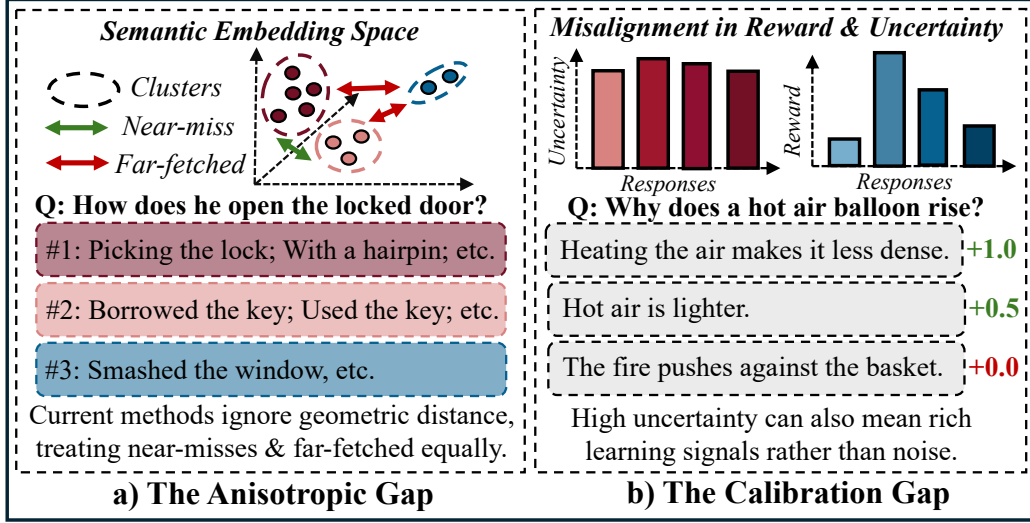 Semantic Embedding Space
Clusters
Near-miss
Far-fetched
Q: How does he open the locked door?
#1: Picking the lock; With a hairpin; etc.
#2: Borrowed the key; Used the key; etc.
#3: Smashed the window, etc.
Current methods ignore geometric distance,
treating near-misses & far-fetched equally.
a) The Anisotropic Gap
Misalignment in Reward & Uncertainty
Uncertainty
Responses
Reward
Responses
Q: Why does a hot air balloon rise?
Heating the air makes it less dense. +1.0
Hot air is lighter. +0.5
The fire pushes against the basket. +0.0
High uncertainty can also mean rich
learning signals rather than noise.
b) The Calibration Gap